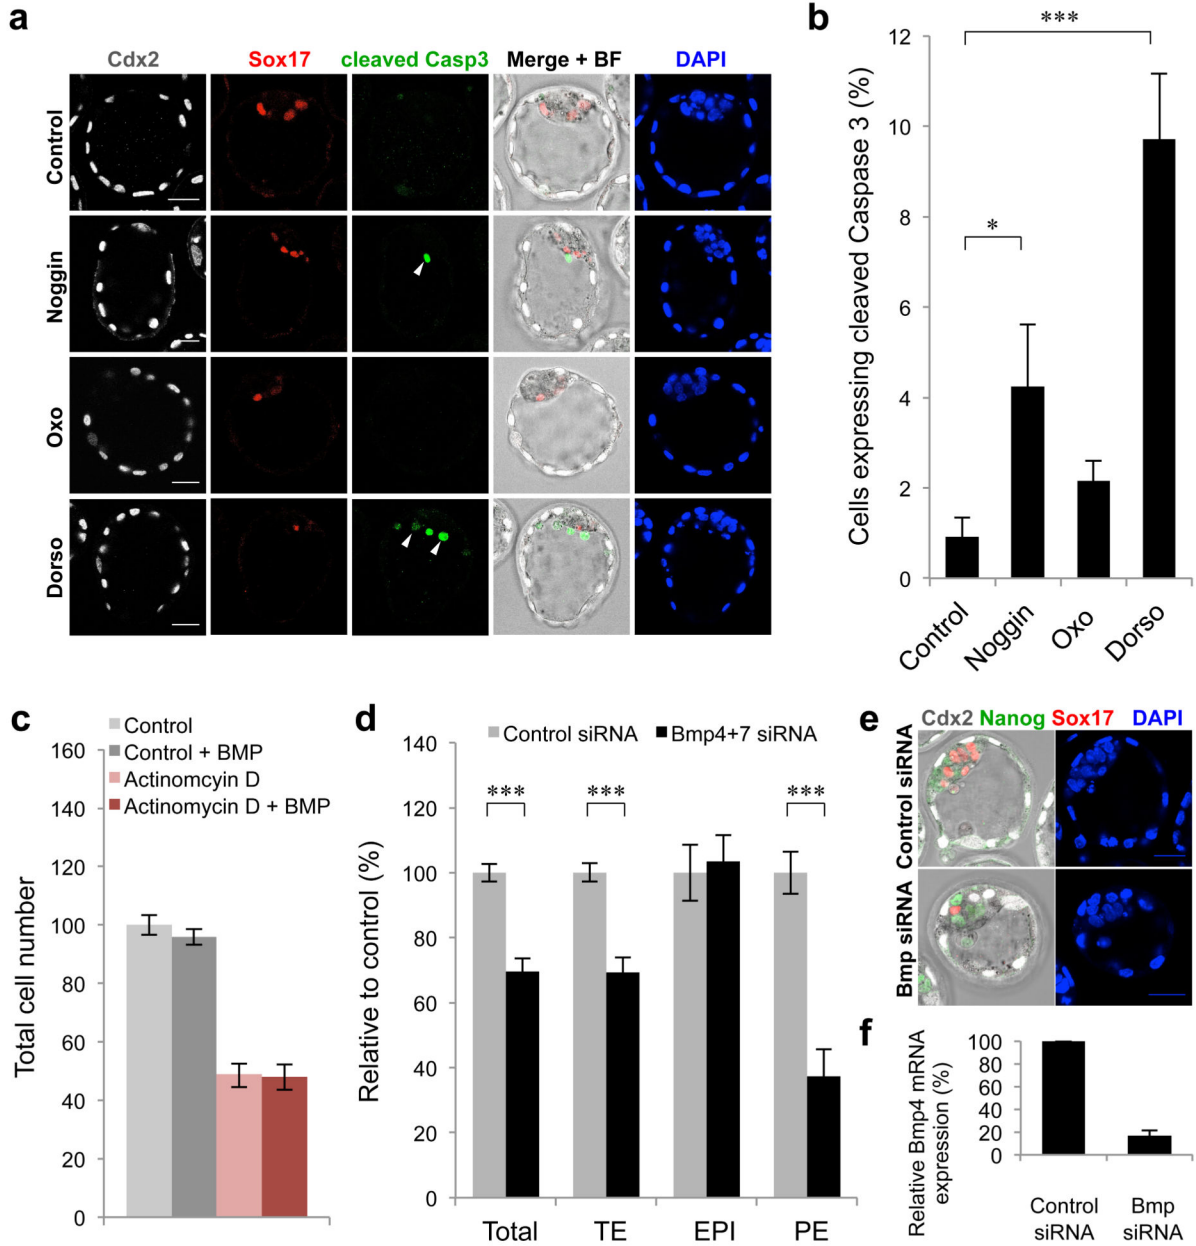 a
Cdx2 Sox17 cleaved Casp3 Merge + BF DAPI
Control
Noggin
Oxo
Dorso
b
Cells expressing cleaved Caspase 3 (%)
12
10
8
6
4
2
0
***
*
Control Noggin Oxo Dorso
c
Control
Control + BMP
Actinomcyin D
Actinomycin D + BMP
Total cell number
160
140
120
100
80
60
40
20
0
d
Control siRNA Bmp4+7 siRNA
Relative to control (%)
140
120
100
80
60
40
20
0
*** *** ***
Total TE EPI PE
e
Cdx2 Nanog Sox17 DAPI
Control siRNA
Bmp siRNA
f
Relative Bmp4 mRNA
expression (%)
100
80
60
40
20
0
Control Bmp
siRNA siRNA